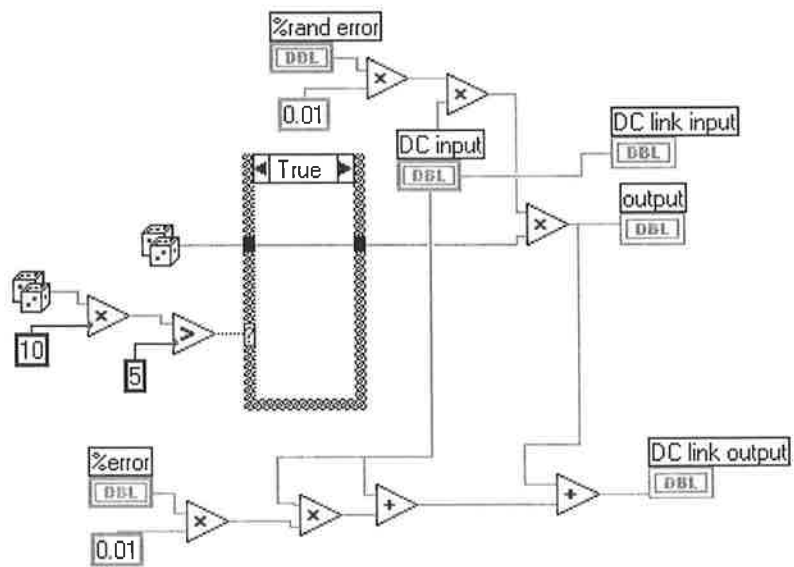 %rand error
DBL
×
×
0.01
DC link input
DBL
DC input
DBL
True
output
DBL
×
×
10
>
5
%error
DBL
DC link output
DBL
×
×
+
+
0.01